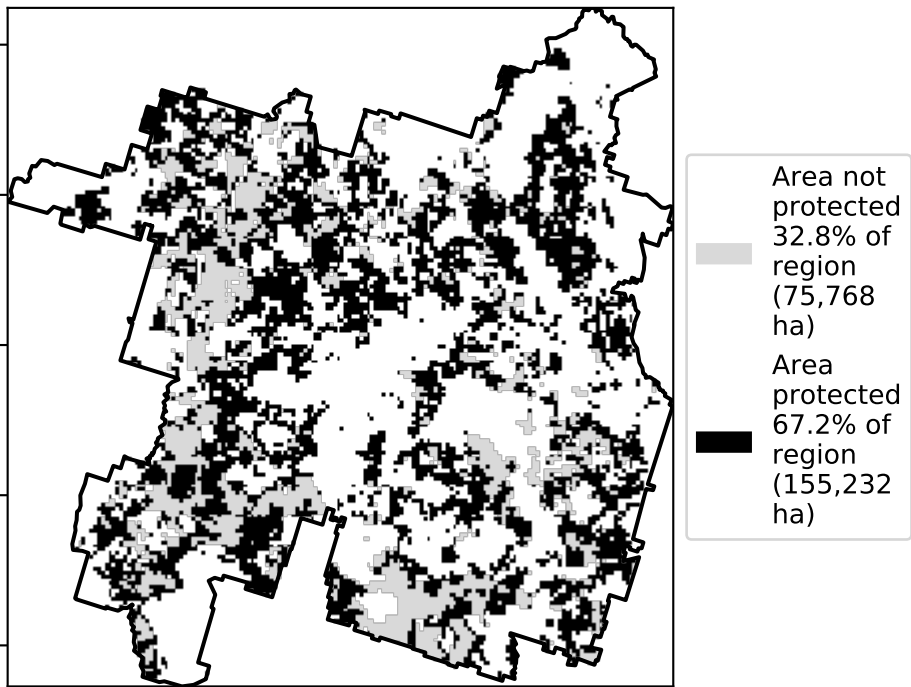 Area not
protected
32.8% of
region
(75,768
ha)
Area
protected
67.2% of
region
(155,232
ha)